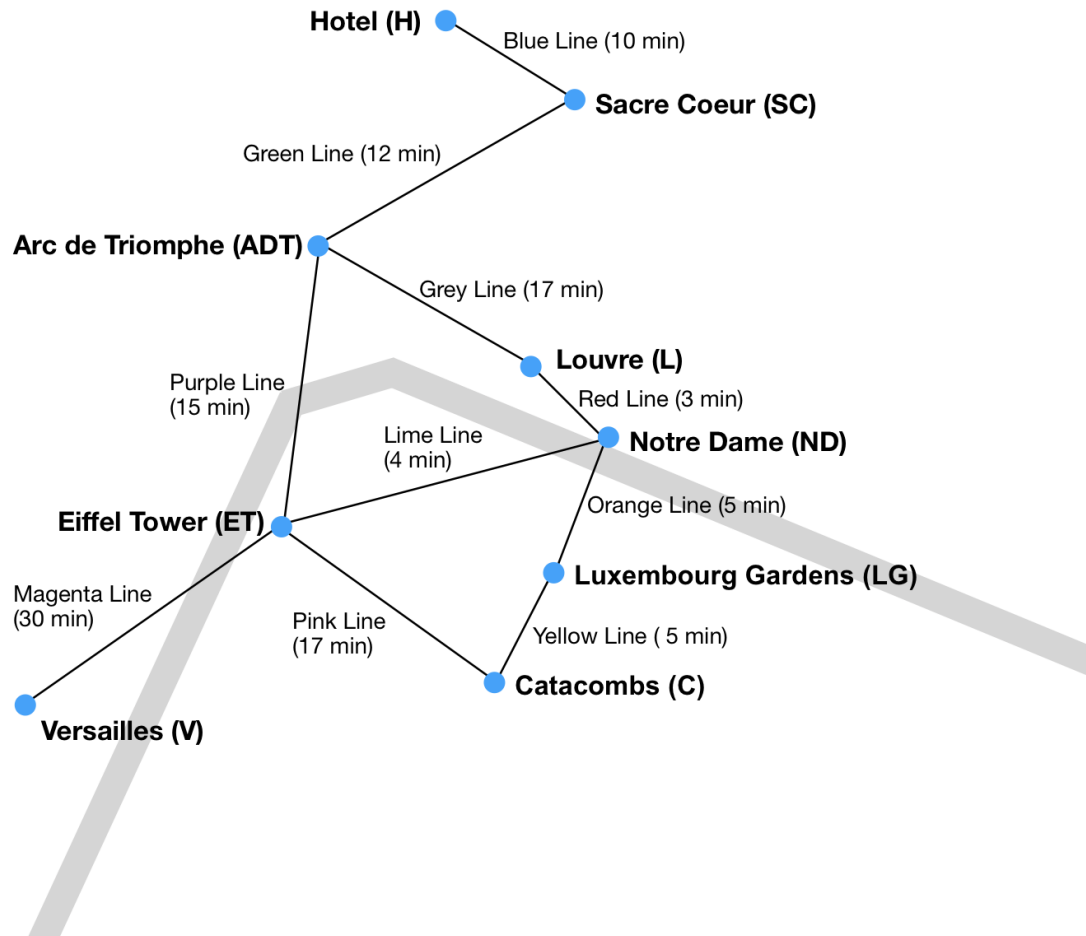 Hotel (H)
Blue Line (10 min)
Sacre Coeur (SC)
Green Line (12 min)
Arc de Triomphe (ADT)
Grey Line (17 min)
Louvre (L)
Purple Line
(15 min)
Red Line (3 min)
Lime Line
(4 min)
Notre Dame (ND)
Orange Line (5 min)
Eiffel Tower (ET)
Luxembourg Gardens (LG)
Magenta Line
(30 min)
Pink Line
(17 min)
Yellow Line ( 5 min)
Catacombs (C)
Versailles (V)